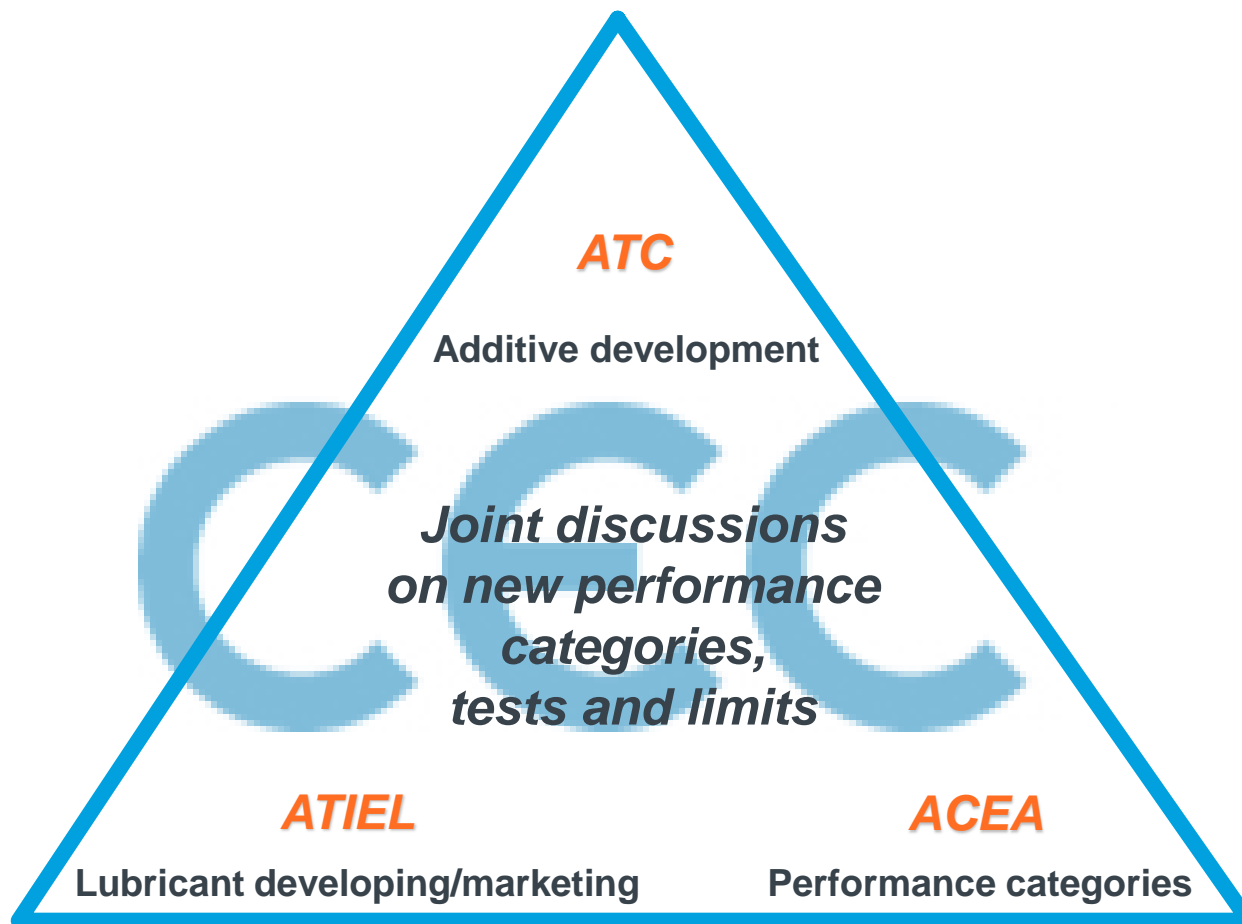 ATC
Additive development
CEC
Joint discussions
on new performance
categories,
tests and limits
ATIEL
ACEA
Lubricant developing/marketing
Performance categories